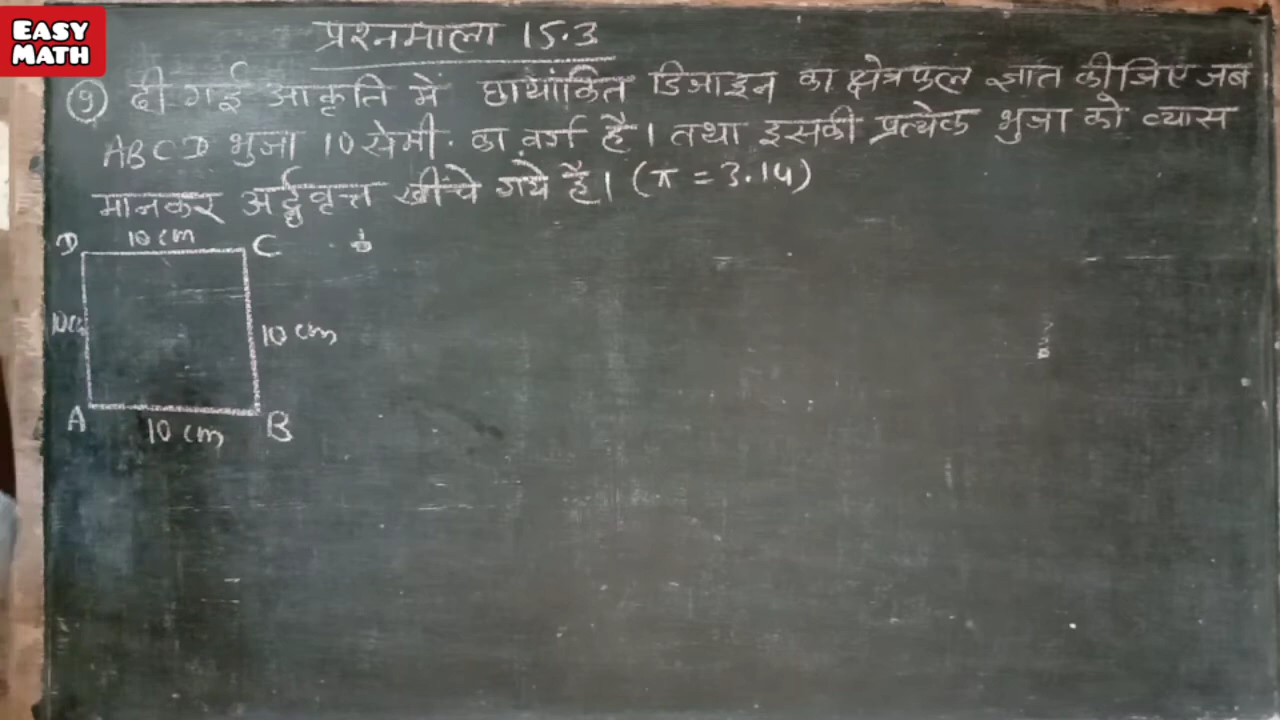 EASY
MATH
प्रश्नमाला 15.3
9) दी गई आकृति में छायांकित डिजाइन का क्षेत्रफल ज्ञात कीजिए जब
ABCD भुजा 10 सेमी. का वर्ग है। तथा इसकी प्रत्येक भुजा को व्यास
मानकर अर्द्धवृत्त खींचे गये है। (π = 3.14)
D 10 cm C
10 c
10 cm
A 10 cm B